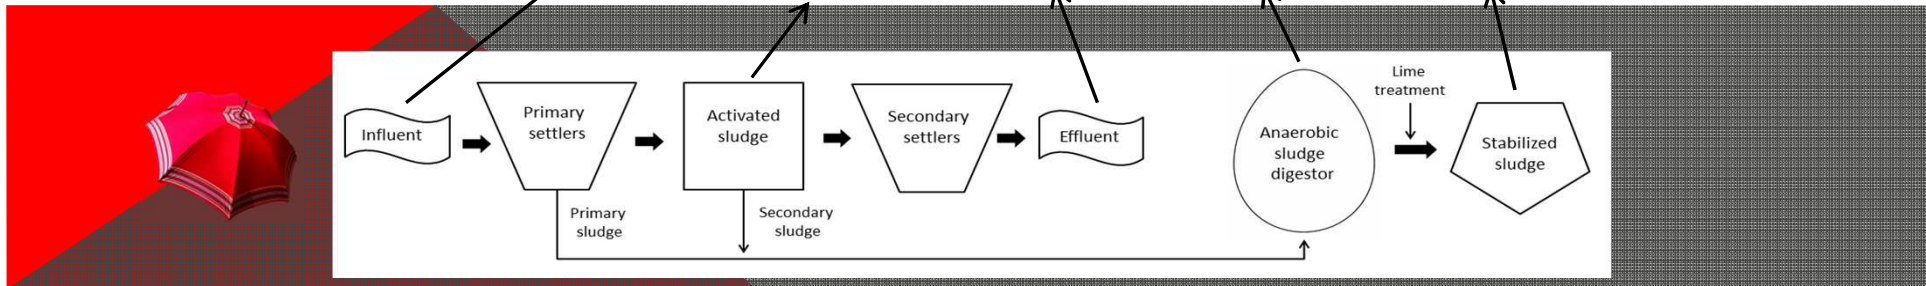 Influent
Primary
settlers
Activated
sludge
Secondary
settlers
Effluent
Anaerobic
sludge
digestor
Lime
treatment
Stabilized
sludge
Primary
sludge
Secondary
sludge